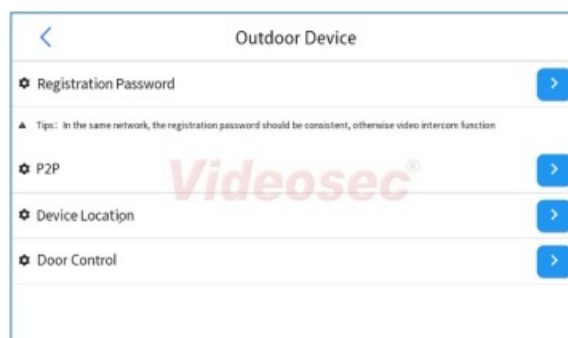 Outdoor Device
Registration Password
Tips: In the same network, the registration password should be consistent, otherwise video intercom function
P2P
Videosec®
Device Location
Door Control